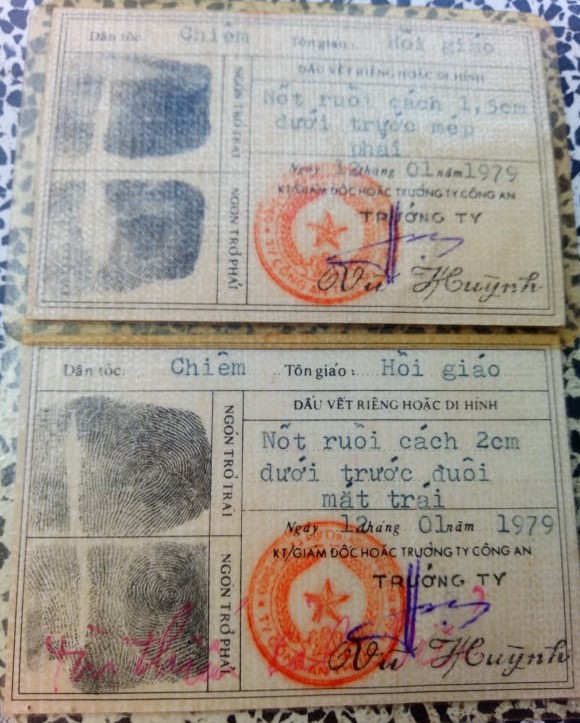 Dân tộc: Chiêm Tôn giáo: Hồi giáo
DẤU VẾT RIÊNG HOẶC DI HÌNH
Nốt ruồi cách 1,5cm
dưới trước mép
phải
NGÓN TRỎ TRÁI
NGÓN TRỎ PHẢI
Ngày 12 tháng 01 năm 1979
KT/GIÁM ĐỐC HOẶC TRƯỞNG TY CÔNG AN
TRƯỞNG TY
Vũ Huỳnh
Dân tộc: Chiêm Tôn giáo: Hồi giáo
DẤU VẾT RIÊNG HOẶC DI HÌNH
Nốt ruồi cách 2cm
dưới trước đuôi
mắt trái
NGÓN TRỎ TRÁI
NGÓN TRỎ PHẢI
Ngày 12 tháng 01 năm 1979
KT/GIÁM ĐỐC HOẶC TRƯỞNG TY CÔNG AN
TRƯỞNG TY
Vũ Huỳnh